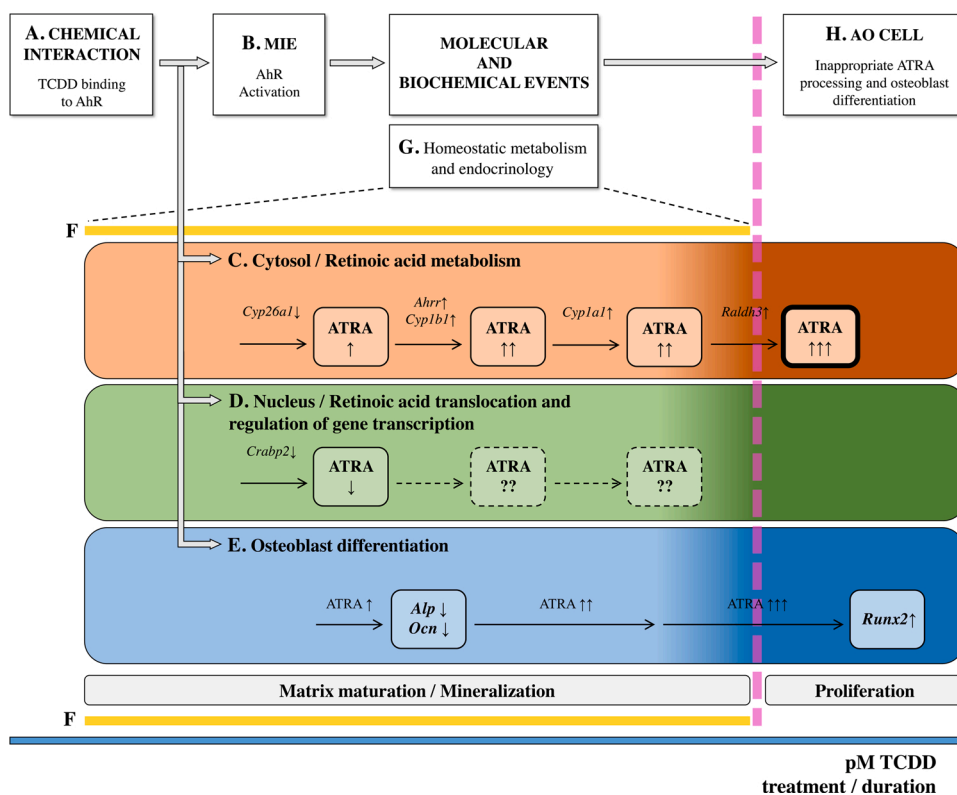 A. CHEMICAL
INTERACTION
TCDD binding
to AhR
B. MIE
AhR
Activation
MOLECULAR
AND
BIOCHEMICAL EVENTS
H. AO CELL
Inappropriate ATRA
processing and osteoblast
differentiation
G. Homeostatic metabolism
and endocrinology
F
C. Cytosol / Retinoic acid metabolism
Cyp26a1↓
ATRA
↑
Ahrr↑
Cyp1b1↑
ATRA
↑↑
Cyp1a1↑
ATRA
↑↑
Raldh3↑
ATRA
↑↑↑
D. Nucleus / Retinoic acid translocation and
regulation of gene transcription
Crabp2↓
ATRA
↓
ATRA
??
ATRA
??
E. Osteoblast differentiation
ATRA ↑
Alp ↓
Ocn ↓
ATRA ↑↑
ATRA ↑↑↑
Runx2↑
Matrix maturation / Mineralization
Proliferation
F
pM TCDD
treatment / duration